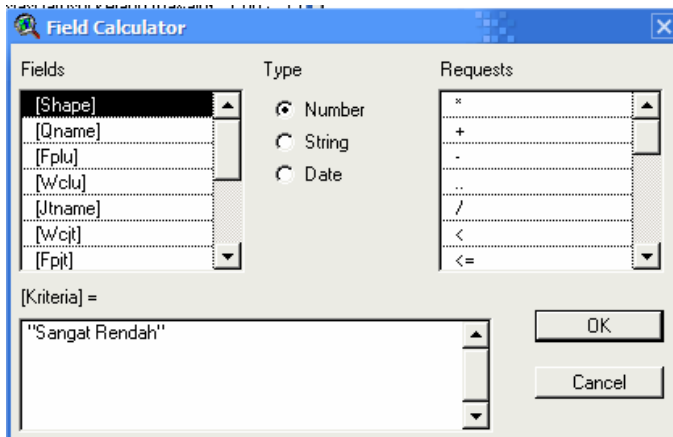 Field Calculator
Fields
Type
Requests
[Shape]
[Qname]
[Fplu]
[Wclu]
[Jtname]
[Wcjt]
[Fpjt]
Number
String
Date
*
+
-
..
/
<
<=
[Kriteria] =
"Sangat Rendah"
OK
Cancel